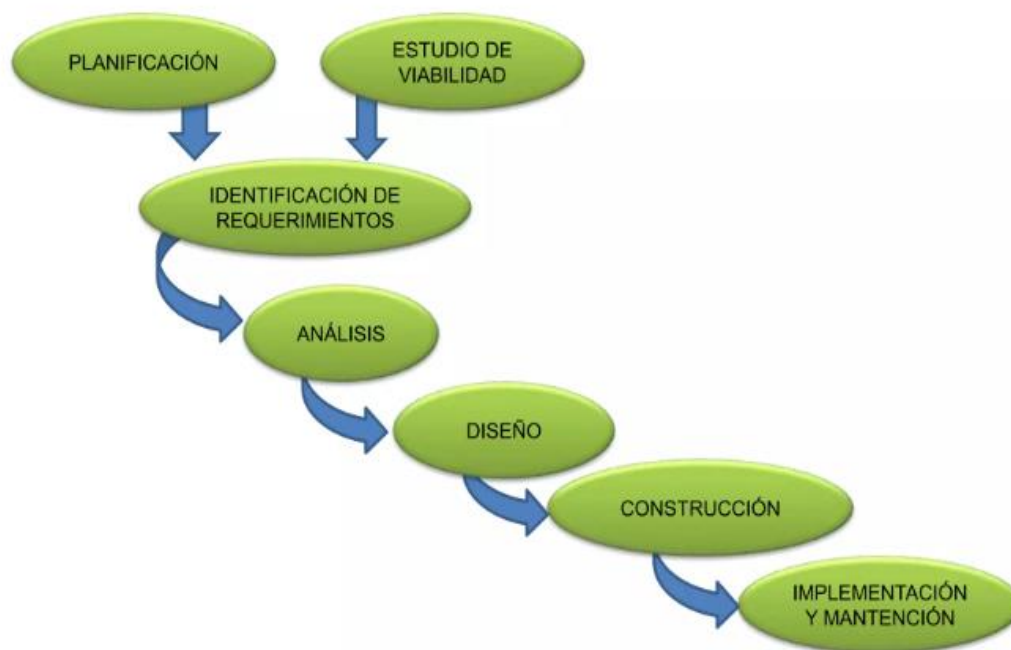 PLANIFICACIÓN
ESTUDIO DE
VIABILIDAD
IDENTIFICACIÓN DE
REQUERIMIENTOS
ANÁLISIS
DISEÑO
CONSTRUCCIÓN
IMPLEMENTACIÓN
Y MANTENCIÓN